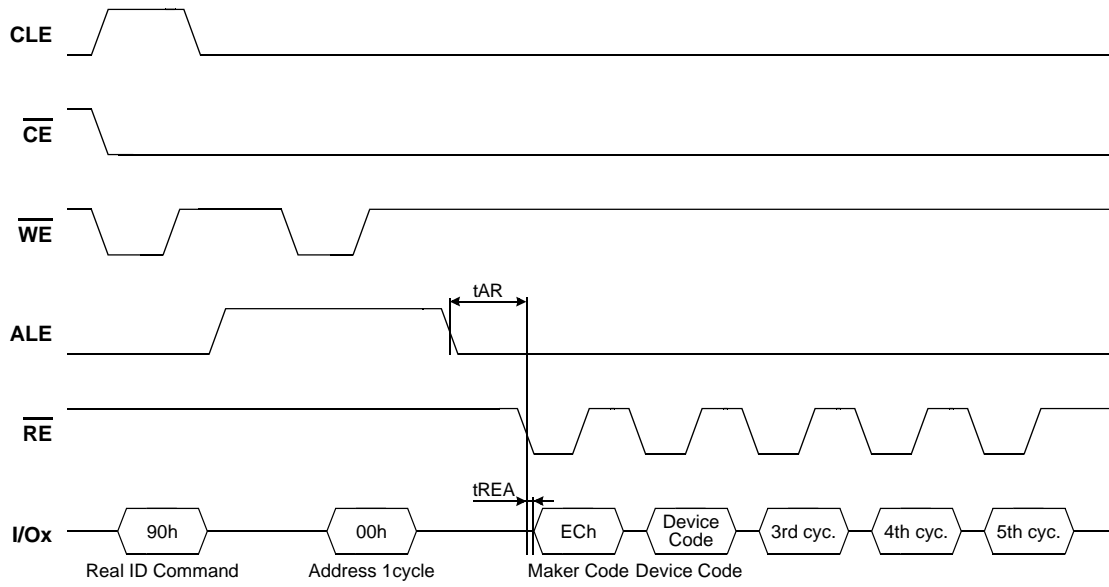 CLE
CE
WE
tAR
ALE
RE
tREA
I/Ox
90h
00h
ECh
Device
Code
3rd cyc.
4th cyc.
5th cyc.
Real ID Command
Address 1cycle
Maker Code
Device Code